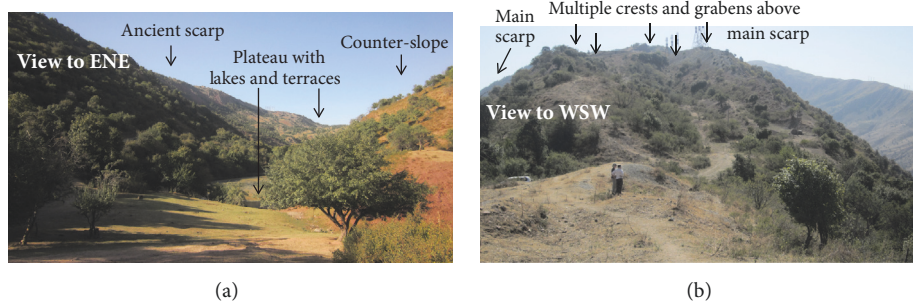 Ancient scarp
Counter-slope
View to ENE
Plateau with
lakes and terraces
(a)
Multiple crests and grabens above
main scarp
Main
scarp
View to WSW
(b)